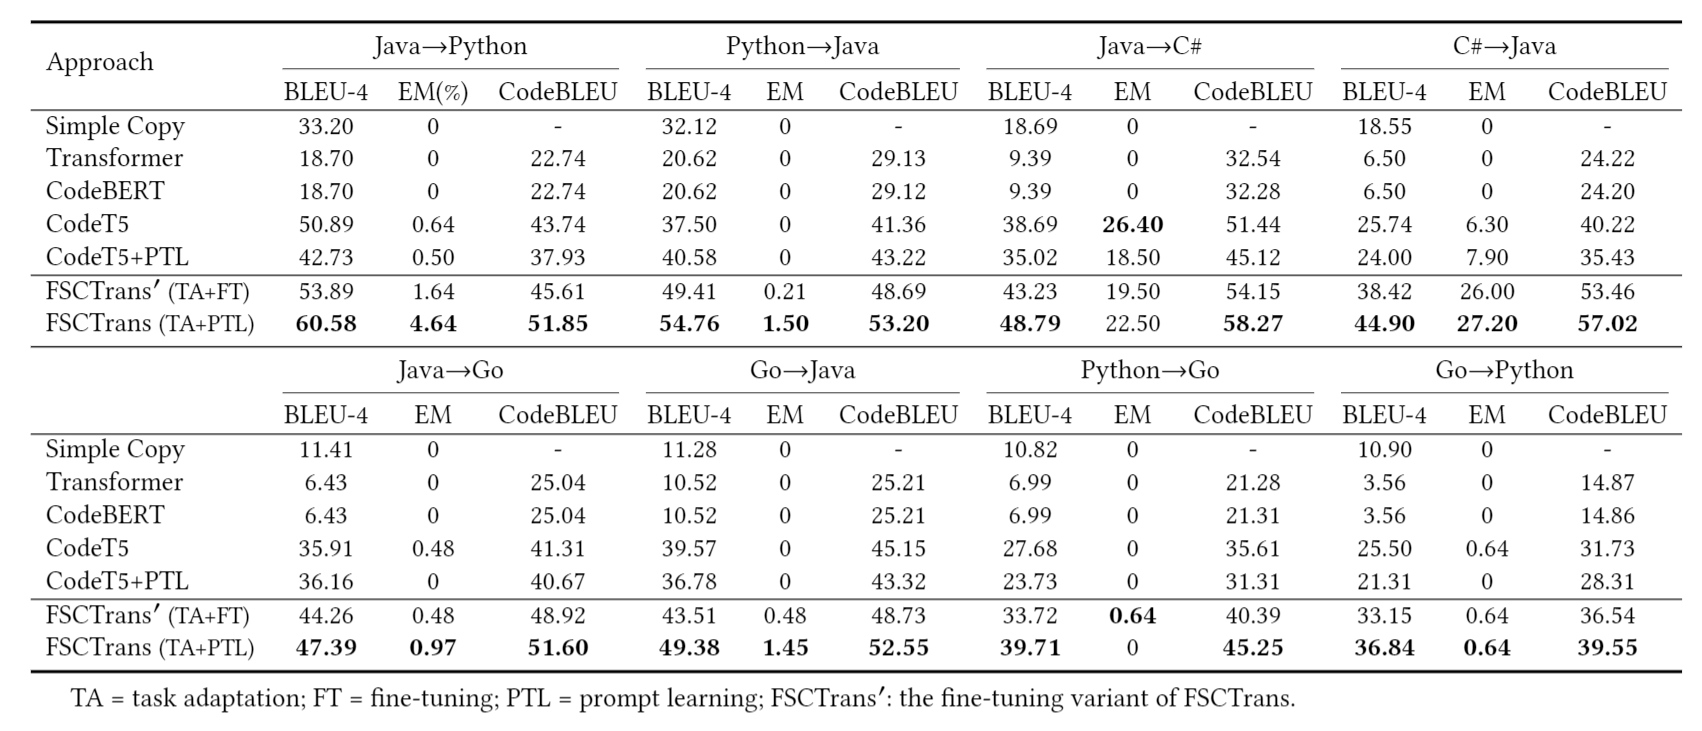 Approach Java→Python Python→Java Java→C# C#→Java
BLEU-4 EM(%) CodeBLEU BLEU-4 EM CodeBLEU BLEU-4 EM CodeBLEU BLEU-4 EM CodeBLEU
Simple Copy 33.20 0 - 32.12 0 - 18.69 0 - 18.55 0 -
Transformer 18.70 0 22.74 20.62 0 29.13 9.39 0 32.54 6.50 0 24.22
CodeBERT 18.70 0 22.74 20.62 0 29.12 9.39 0 32.28 6.50 0 24.20
CodeT5 50.89 0.64 43.74 37.50 0 41.36 38.69 26.40 51.44 25.74 6.30 40.22
CodeT5+PTL 42.73 0.50 37.93 40.58 0 43.22 35.02 18.50 45.12 24.00 7.90 35.43
FSCTrans′ (TA+FT) 53.89 1.64 45.61 49.41 0.21 48.69 43.23 19.50 54.15 38.42 26.00 53.46
FSCTrans (TA+PTL) 60.58 4.64 51.85 54.76 1.50 53.20 48.79 22.50 58.27 44.90 27.20 57.02
Java→Go Go→Java Python→Go Go→Python
BLEU-4 EM CodeBLEU BLEU-4 EM CodeBLEU BLEU-4 EM CodeBLEU BLEU-4 EM CodeBLEU
Simple Copy 11.41 0 - 11.28 0 - 10.82 0 - 10.90 0 -
Transformer 6.43 0 25.04 10.52 0 25.21 6.99 0 21.28 3.56 0 14.87
CodeBERT 6.43 0 25.04 10.52 0 25.21 6.99 0 21.31 3.56 0 14.86
CodeT5 35.91 0.48 41.31 39.57 0 45.15 27.68 0 35.61 25.50 0.64 31.73
CodeT5+PTL 36.16 0 40.67 36.78 0 43.32 23.73 0 31.31 21.31 0 28.31
FSCTrans′ (TA+FT) 44.26 0.48 48.92 43.51 0.48 48.73 33.72 0.64 40.39 33.15 0.64 36.54
FSCTrans (TA+PTL) 47.39 0.97 51.60 49.38 1.45 52.55 39.71 0 45.25 36.84 0.64 39.55
TA = task adaptation; FT = fine-tuning; PTL = prompt learning; FSCTrans′: the fine-tuning variant of FSCTrans.